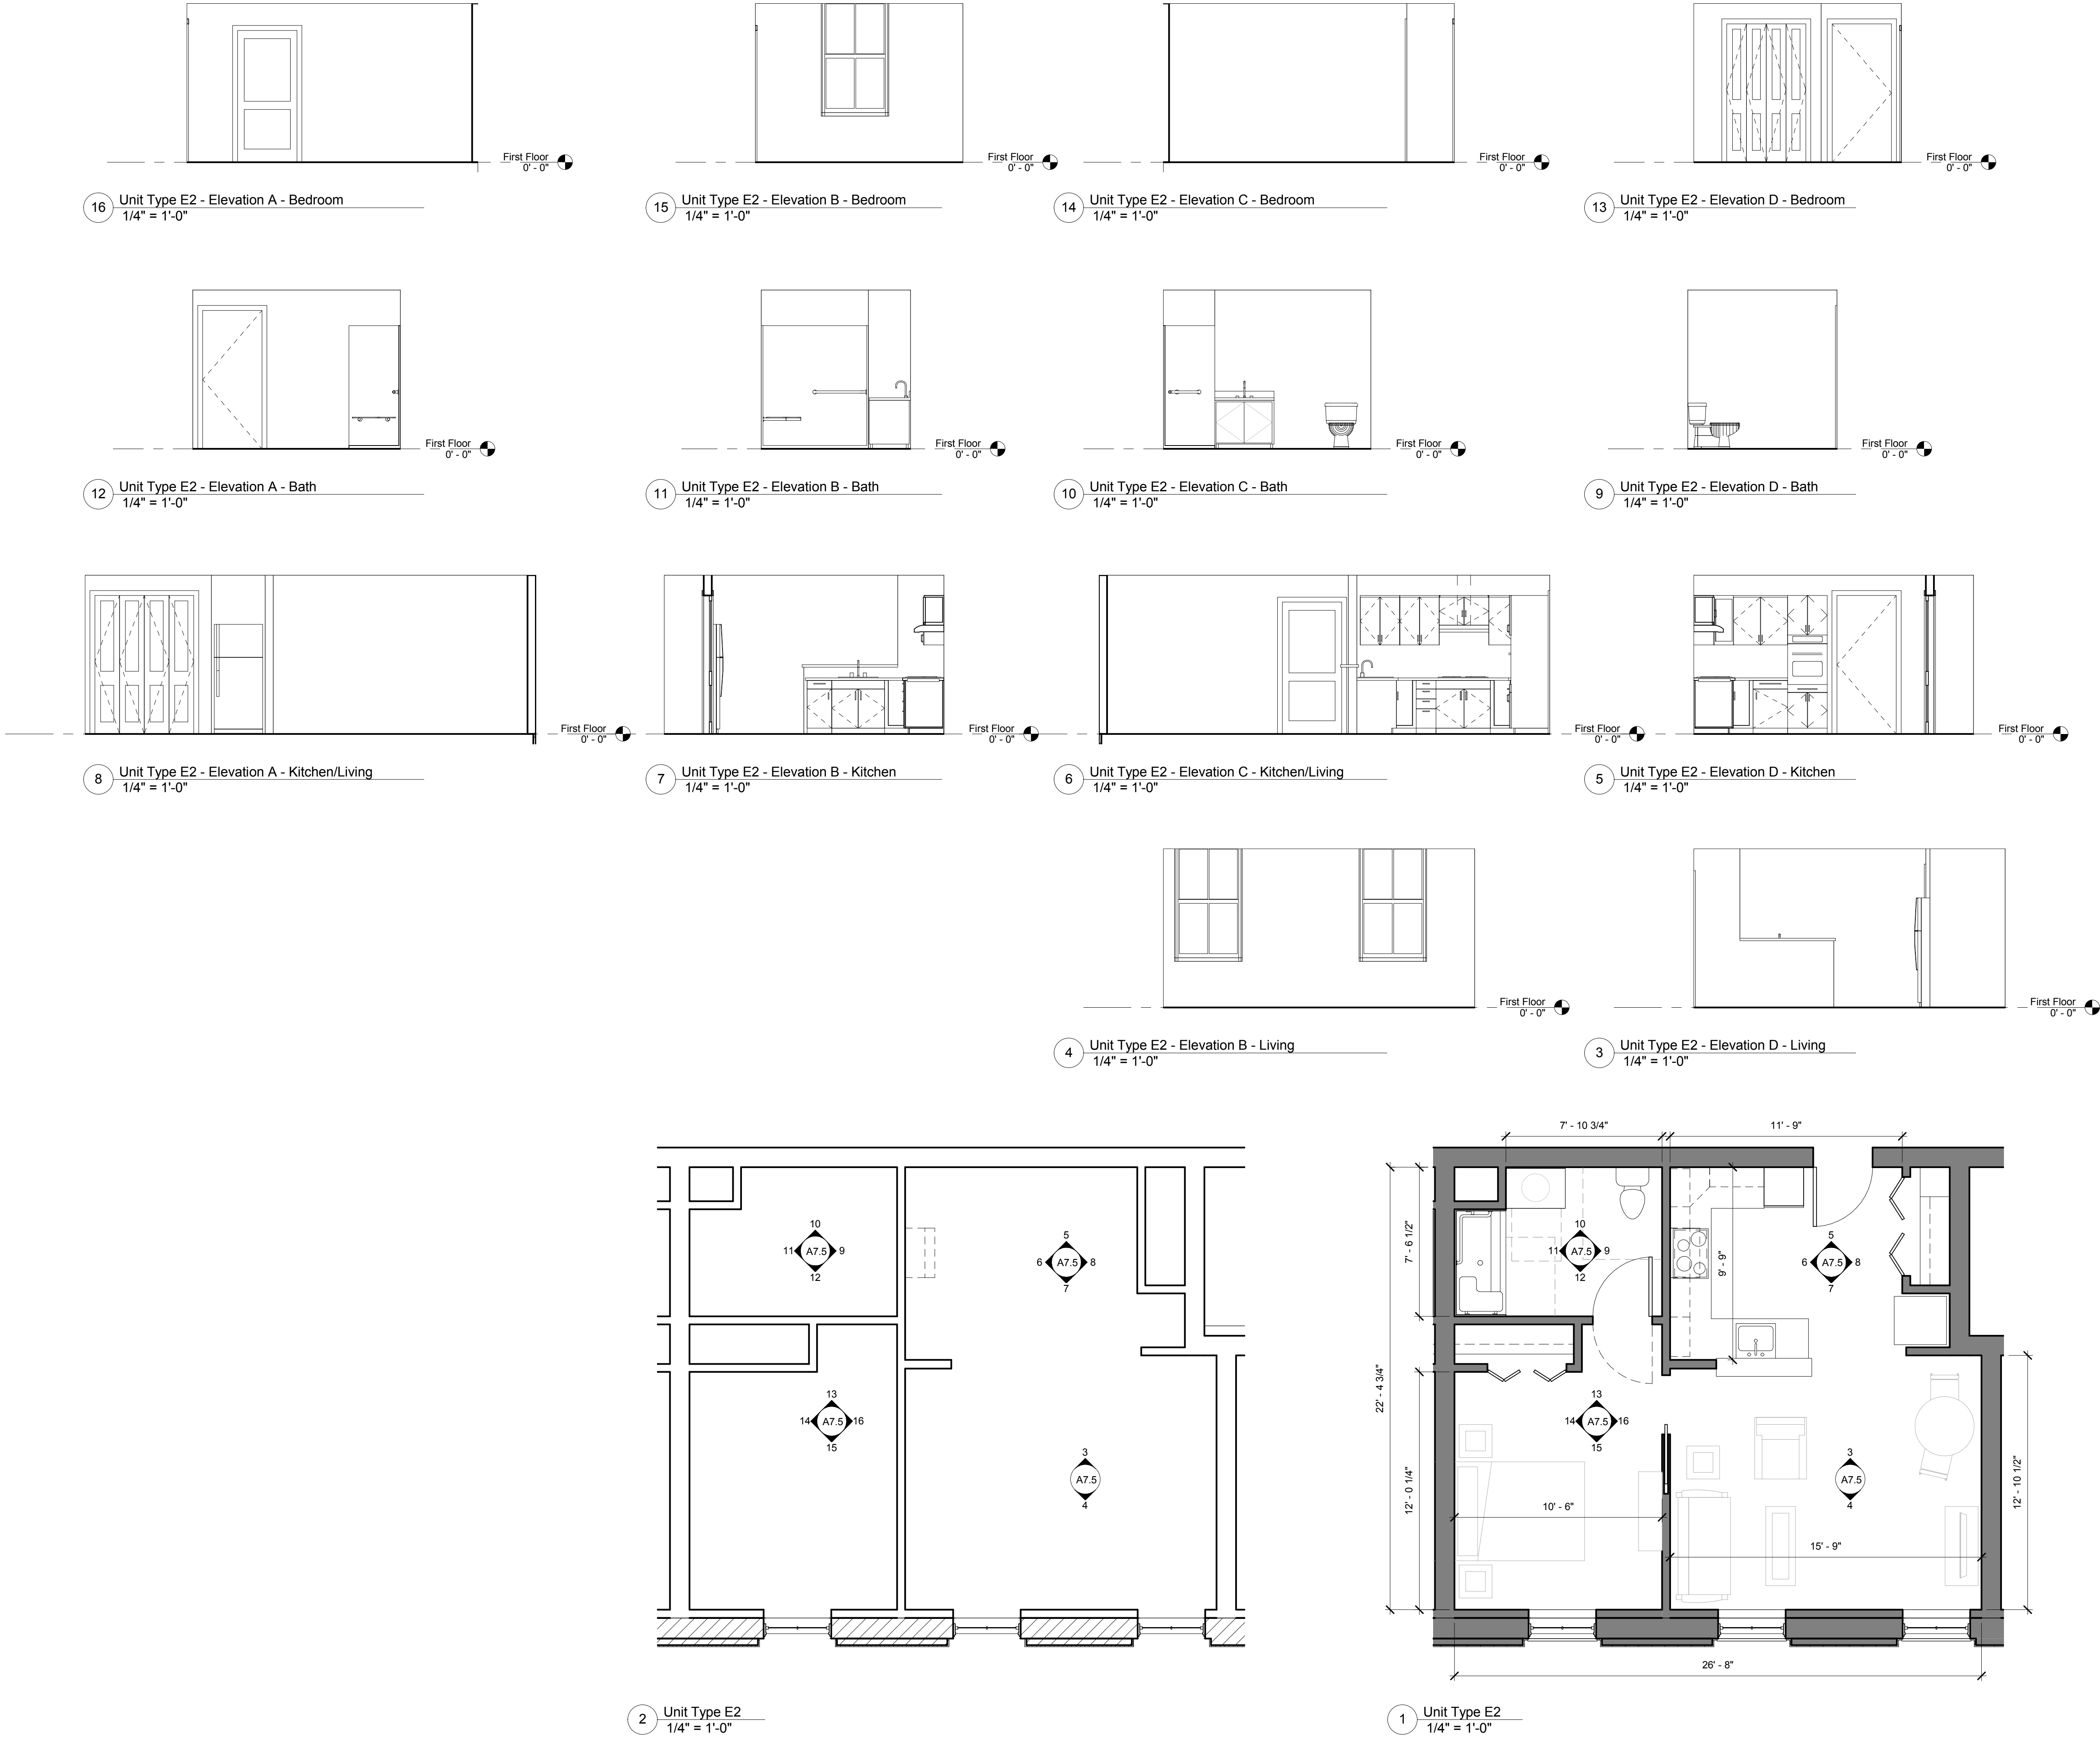 First Floor
0' - 0"
First Floor
0' - 0"
First Floor
0' - 0"
First Floor
0' - 0"
16 Unit Type E2 - Elevation A - Bedroom
1/4" = 1'-0"
15 Unit Type E2 - Elevation B - Bedroom
1/4" = 1'-0"
14 Unit Type E2 - Elevation C - Bedroom
1/4" = 1'-0"
13 Unit Type E2 - Elevation D - Bedroom
1/4" = 1'-0"
First Floor
0' - 0"
First Floor
0' - 0"
First Floor
0' - 0"
First Floor
0' - 0"
12 Unit Type E2 - Elevation A - Bath
1/4" = 1'-0"
11 Unit Type E2 - Elevation B - Bath
1/4" = 1'-0"
10 Unit Type E2 - Elevation C - Bath
1/4" = 1'-0"
9 Unit Type E2 - Elevation D - Bath
1/4" = 1'-0"
First Floor
0' - 0"
First Floor
0' - 0"
First Floor
0' - 0"
First Floor
0' - 0"
8 Unit Type E2 - Elevation A - Kitchen/Living
1/4" = 1'-0"
7 Unit Type E2 - Elevation B - Kitchen
1/4" = 1'-0"
6 Unit Type E2 - Elevation C - Kitchen/Living
1/4" = 1'-0"
5 Unit Type E2 - Elevation D - Kitchen
1/4" = 1'-0"
First Floor
0' - 0"
First Floor
0' - 0"
4 Unit Type E2 - Elevation B - Living
1/4" = 1'-0"
3 Unit Type E2 - Elevation D - Living
1/4" = 1'-0"
10
11 A7.5 9
12
5
6 A7.5 8
7
13
14 A7.5 16
15
3
A7.5
4
2 Unit Type E2
1/4" = 1'-0"
7' - 10 3/4"
11' - 9"
7' - 6 1/2"
10
11 A7.5 9
12
9' - 9"
5
6 A7.5 8
7
22' - 4 3/4"
13
14 A7.5 16
15
3
A7.5
4
12' - 0 1/4"
12' - 10 1/2"
10' - 6"
15' - 9"
26' - 8"
1 Unit Type E2
1/4" = 1'-0"